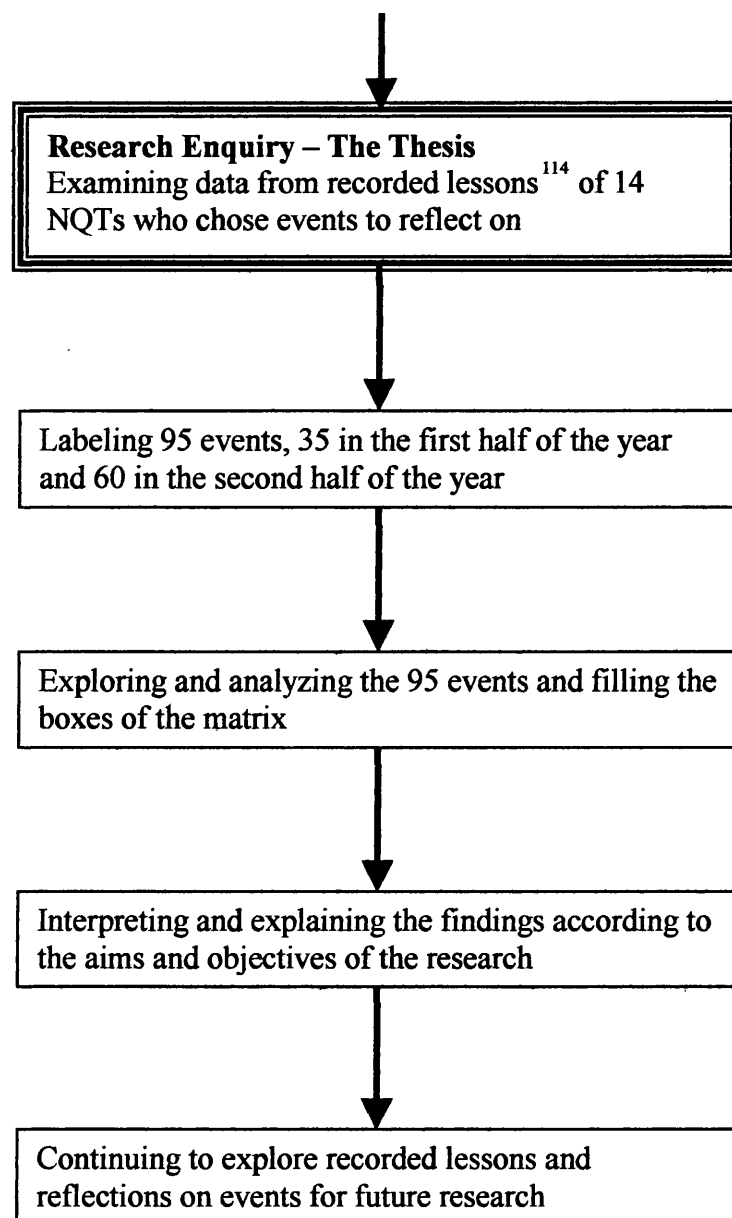 Research Enquiry – The Thesis
Examining data from recorded lessons114 of 14
NQTs who chose events to reflect on
Labeling 95 events, 35 in the first half of the year
and 60 in the second half of the year
Exploring and analyzing the 95 events and filling the
boxes of the matrix
Interpreting and explaining the findings according to
the aims and objectives of the research
Continuing to explore recorded lessons and
reflections on events for future research